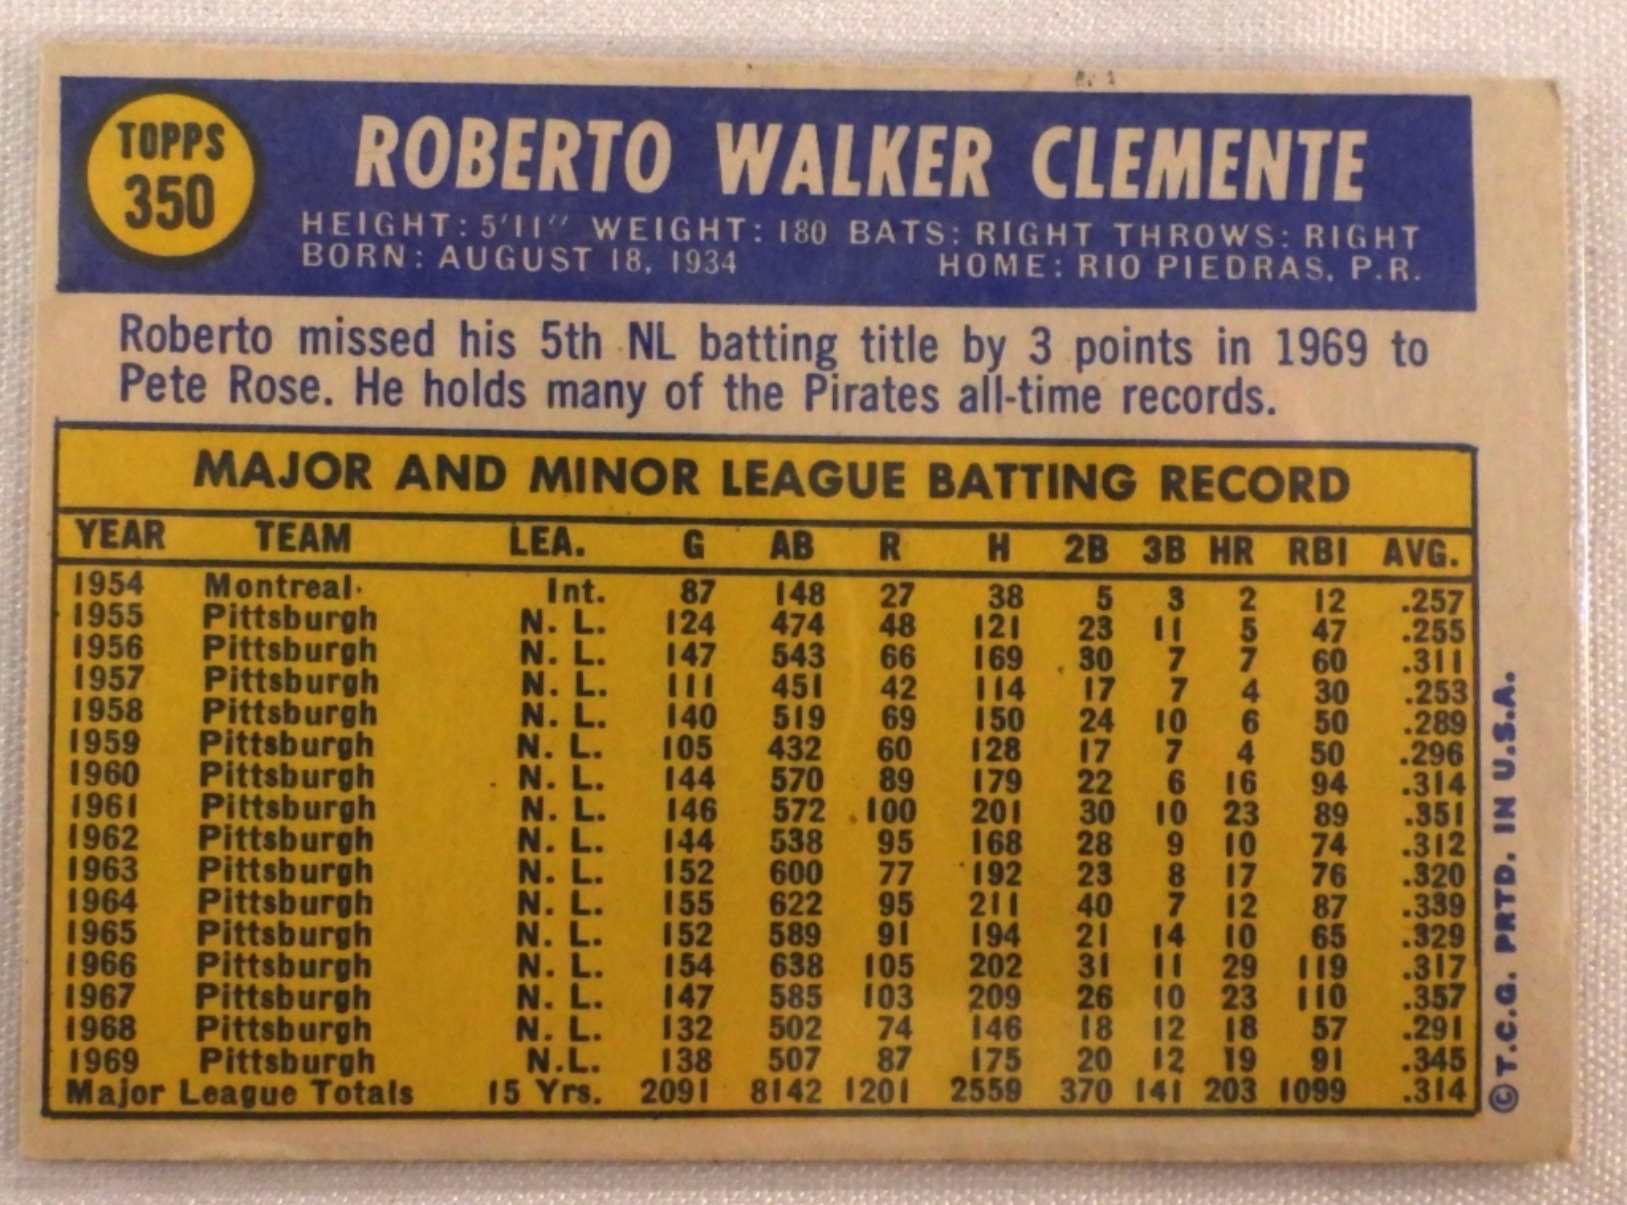 TOPPS
350
ROBERTO WALKER CLEMENTE
HEIGHT: 5'11" WEIGHT: 180 BATS: RIGHT THROWS: RIGHT
BORN: AUGUST 18, 1934 HOME: RIO PIEDRAS, P.R.
Roberto missed his 5th NL batting title by 3 points in 1969 to
Pete Rose. He holds many of the Pirates all-time records.
MAJOR AND MINOR LEAGUE BATTING RECORD
YEAR TEAM LEA. G AB R H 2B 3B HR RBI AVG.
1954 Montreal Int. 87 148 27 38 5 3 2 12 .257
1955 Pittsburgh N. L. 124 474 48 121 23 11 5 47 .255
1956 Pittsburgh N. L. 147 543 66 169 30 7 7 60 .311
1957 Pittsburgh N. L. 111 451 42 114 17 7 4 30 .253
1958 Pittsburgh N. L. 140 519 69 150 24 10 6 50 .289
1959 Pittsburgh N. L. 105 432 60 128 17 7 4 50 .296
1960 Pittsburgh N. L. 144 570 89 179 22 6 16 94 .314
1961 Pittsburgh N. L. 146 572 100 201 30 10 23 89 .351
1962 Pittsburgh N. L. 144 538 95 168 28 9 10 74 .312
1963 Pittsburgh N. L. 152 600 77 192 23 8 17 76 .320
1964 Pittsburgh N. L. 155 622 95 211 40 7 12 87 .339
1965 Pittsburgh N. L. 152 589 91 194 21 14 10 65 .329
1966 Pittsburgh N. L. 154 638 105 202 31 11 29 119 .317
1967 Pittsburgh N. L. 147 585 103 209 26 10 23 110 .357
1968 Pittsburgh N. L. 132 502 74 146 18 12 18 57 .291
1969 Pittsburgh N.L. 138 507 87 175 20 12 19 91 .345
Major League Totals 15 Yrs. 2091 8142 1201 2559 370 141 203 1099 .314
©T.C.G. PRTD. IN U.S.A.